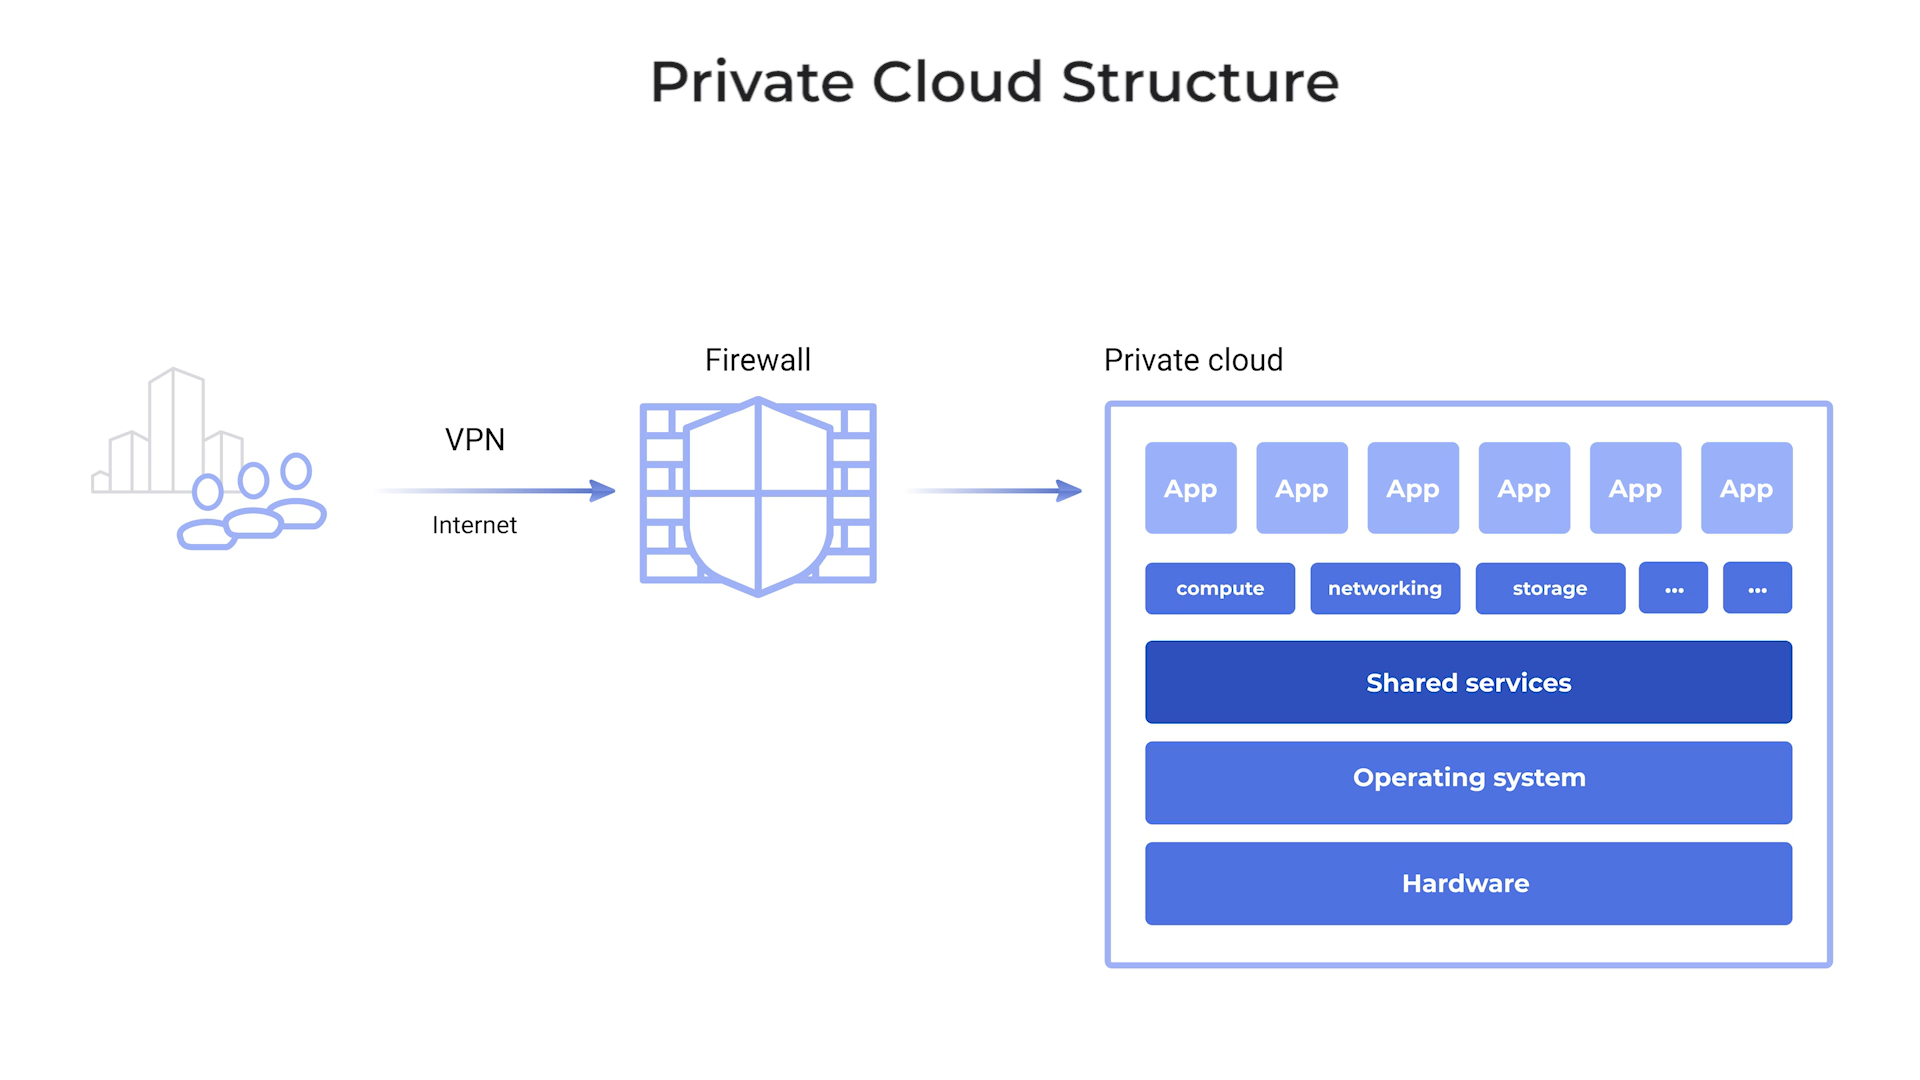 Private Cloud Structure
Firewall
Private cloud
VPN
Internet
App App App App App App
compute networking storage ... ...
Shared services
Operating system
Hardware